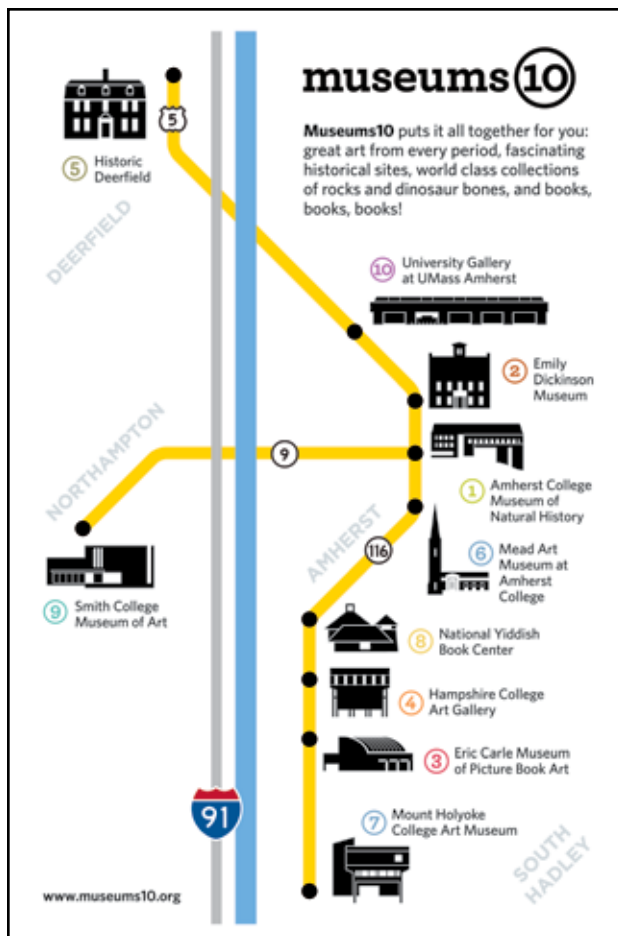 museums10
Museums10 puts it all together for you:
great art from every period, fascinating
historical sites, world class collections
of rocks and dinosaur bones, and books,
books, books!
5
5 Historic
Deerfield
DEERFIELD
10 University Gallery
at UMass Amherst
2 Emily
Dickinson
Museum
NORTHAMPTON
9
1 Amherst College
Museum of
Natural History
AMHERST
116
6 Mead Art
Museum at
Amherst
College
9 Smith College
Museum of Art
8 National Yiddish
Book Center
4 Hampshire College
Art Gallery
3 Eric Carle Museum
of Picture Book Art
91
7 Mount Holyoke
College Art Museum
SOUTH
HADLEY
www.museums10.org